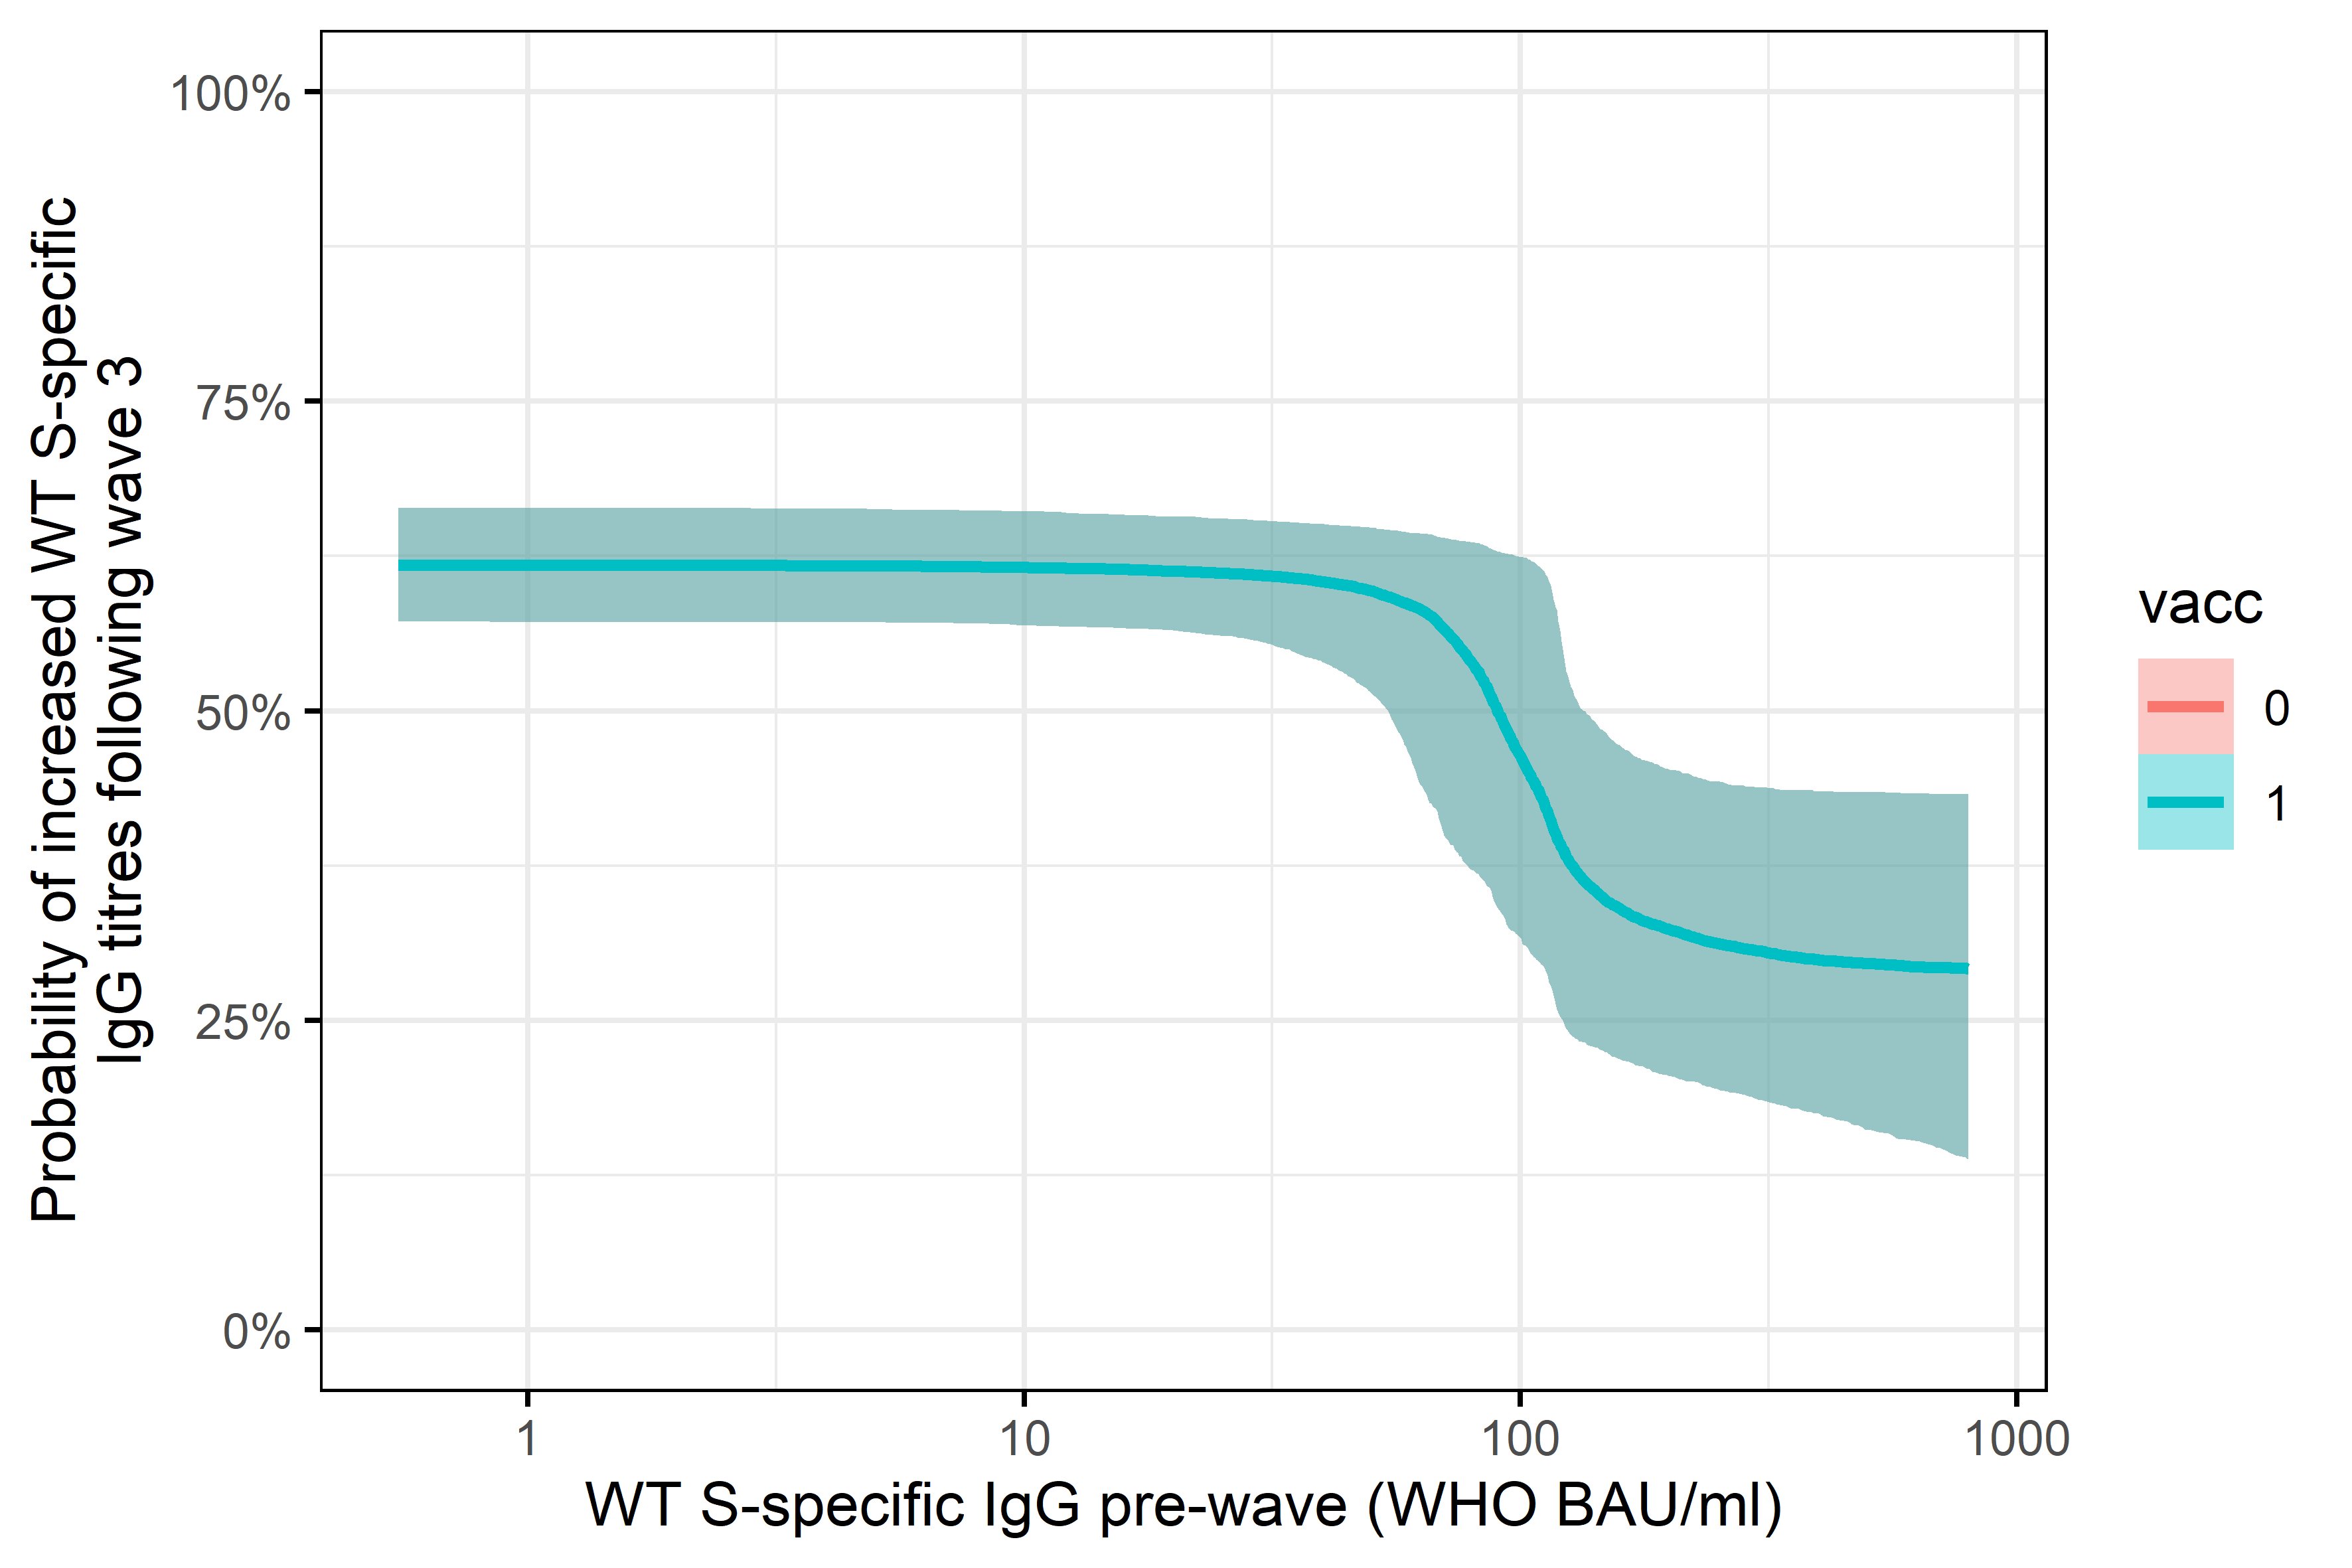 Probability of increased WT S-specific
IgG titres following wave 3
100%
75%
50%
25%
0%
1
10
100
1000
WT S-specific IgG pre-wave (WHO BAU/ml)
vacc
0
1